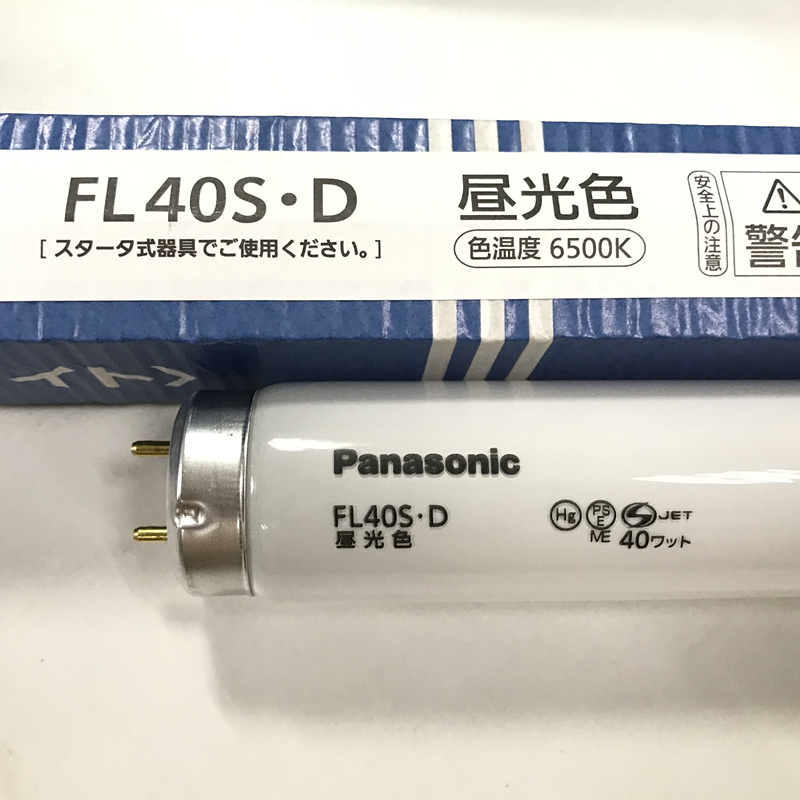 FL40S・D
[ スタータ式器具でご使用ください。]
昼光色
色温度 6500K
安全上の注意
警告
イト
Panasonic
FL40S・D
昼光色
Hg
PS
E
JET
ME
40ワット